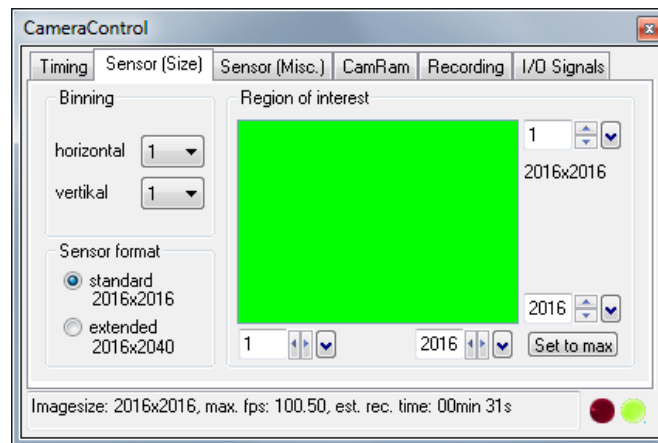 CameraControl
Timing Sensor (Size) Sensor (Misc.) CamRam Recording I/O Signals
Binning
horizontal 1
vertikal 1
Sensor format
standard
2016x2016
extended
2016x2040
Region of interest
1
2016x2016
2016
1 2016 Set to max
Imagesize: 2016x2016, max. fps: 100.50, est. rec. time: 00min 31s